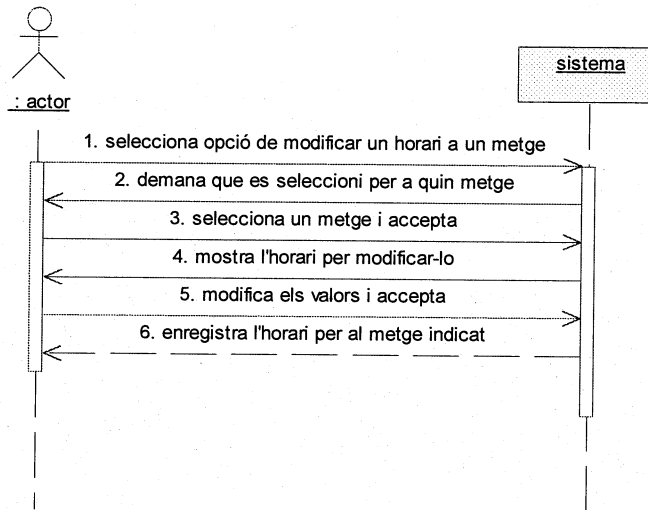 sistema
: actor
1. selecciona opció de modificar un horari a un metge
2. demana que es seleccioni per a quin metge
3. selecciona un metge i accepta
4. mostra l'horari per modificar-lo
5. modifica els valors i accepta
6. enregistra l'horari per al metge indicat